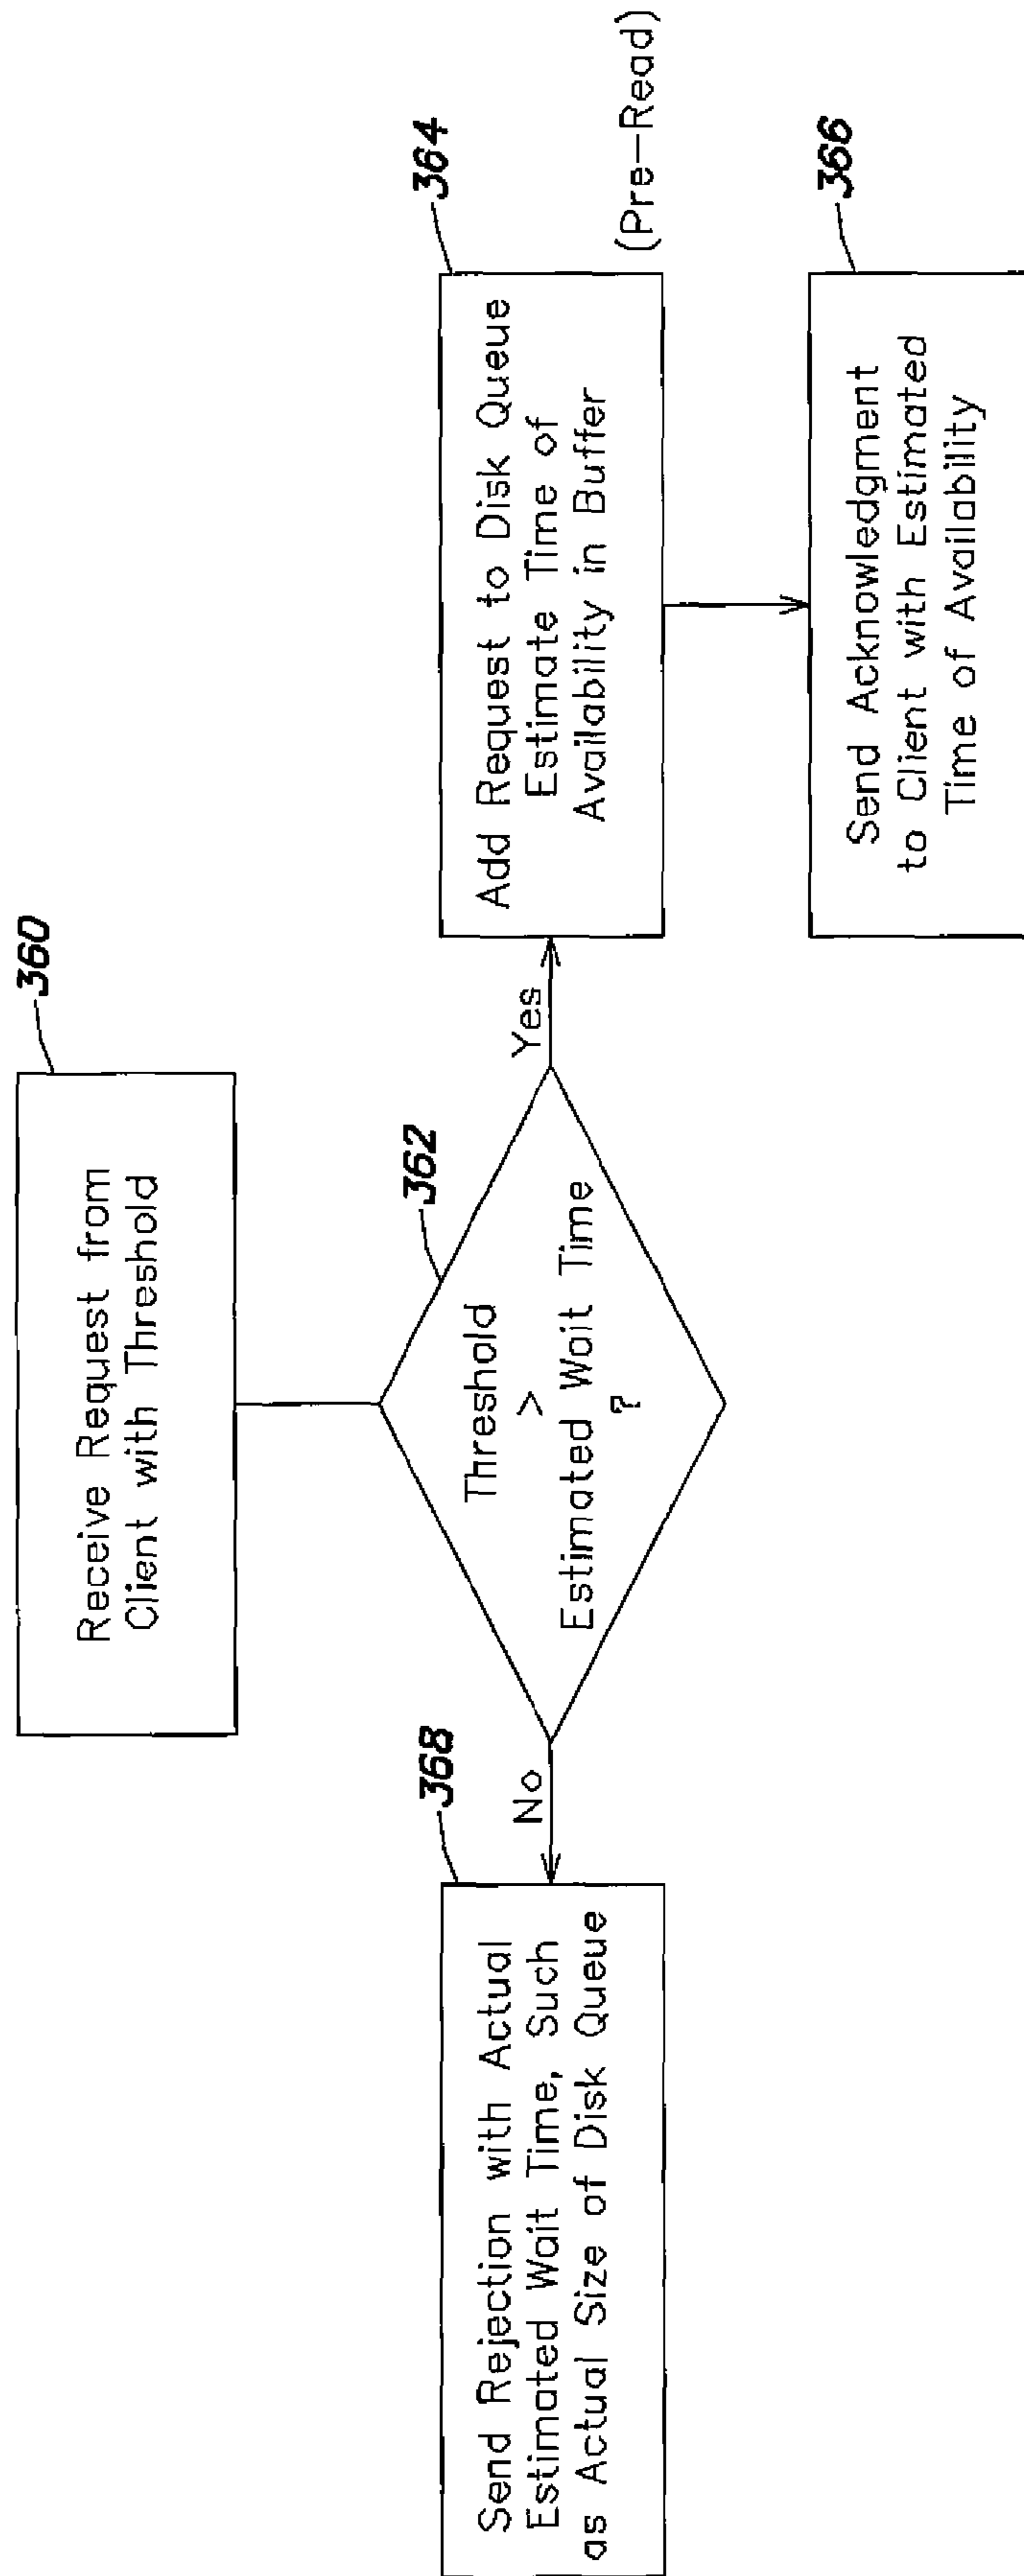 360
Receive Request from
Client with Threshold
362
Threshold
>
Estimated Wait Time
?
No
Yes
368
Send Rejection with Actual
Estimated Wait Time, Such
as Actual Size of Disk Queue
364
Add Request to Disk Queue
Estimate Time of
Availability in Buffer
(Pre-Read)
366
Send Acknowledgment
to Client with Estimated
Time of Availability